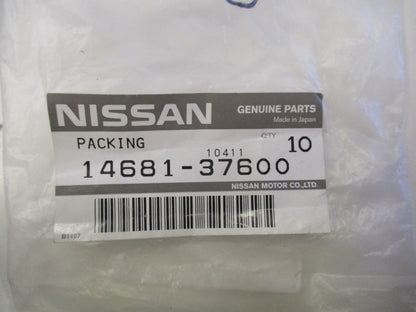 NISSAN GENUINE PARTS
Made in Japan
PACKING QTY 10
10411
14681-37600
NISSAN MOTOR CO.,LTD.